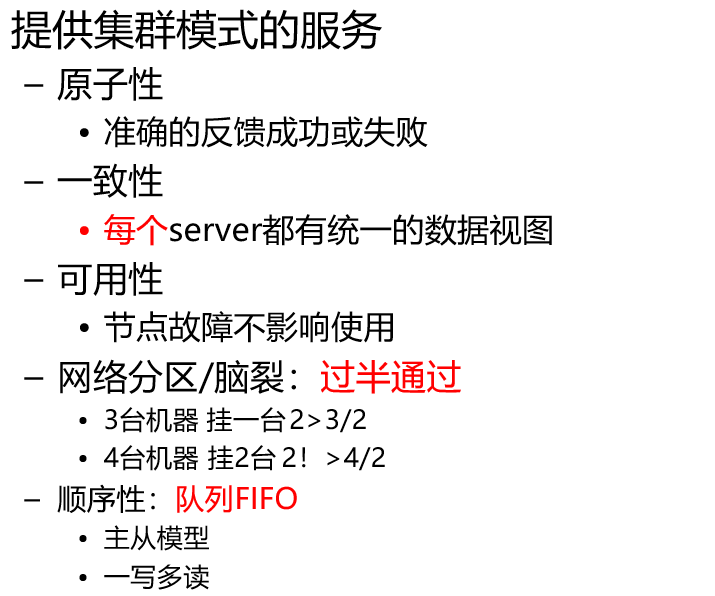 提供集群模式的服务
– 原子性
• 准确的反馈成功或失败
– 一致性
• 每个server都有统一的数据视图
– 可用性
• 节点故障不影响使用
– 网络分区/脑裂：过半通过
• 3台机器 挂一台 2>3/2
• 4台机器 挂2台 2！>4/2
– 顺序性：队列FIFO
• 主从模型
• 一写多读